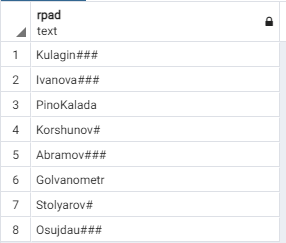 rpad
text
1 Kulagin###
2 Ivanova###
3 PinoKalada
4 Korshunov#
5 Abramov###
6 Golvanometr
7 Stolyarov#
8 Osujdau###